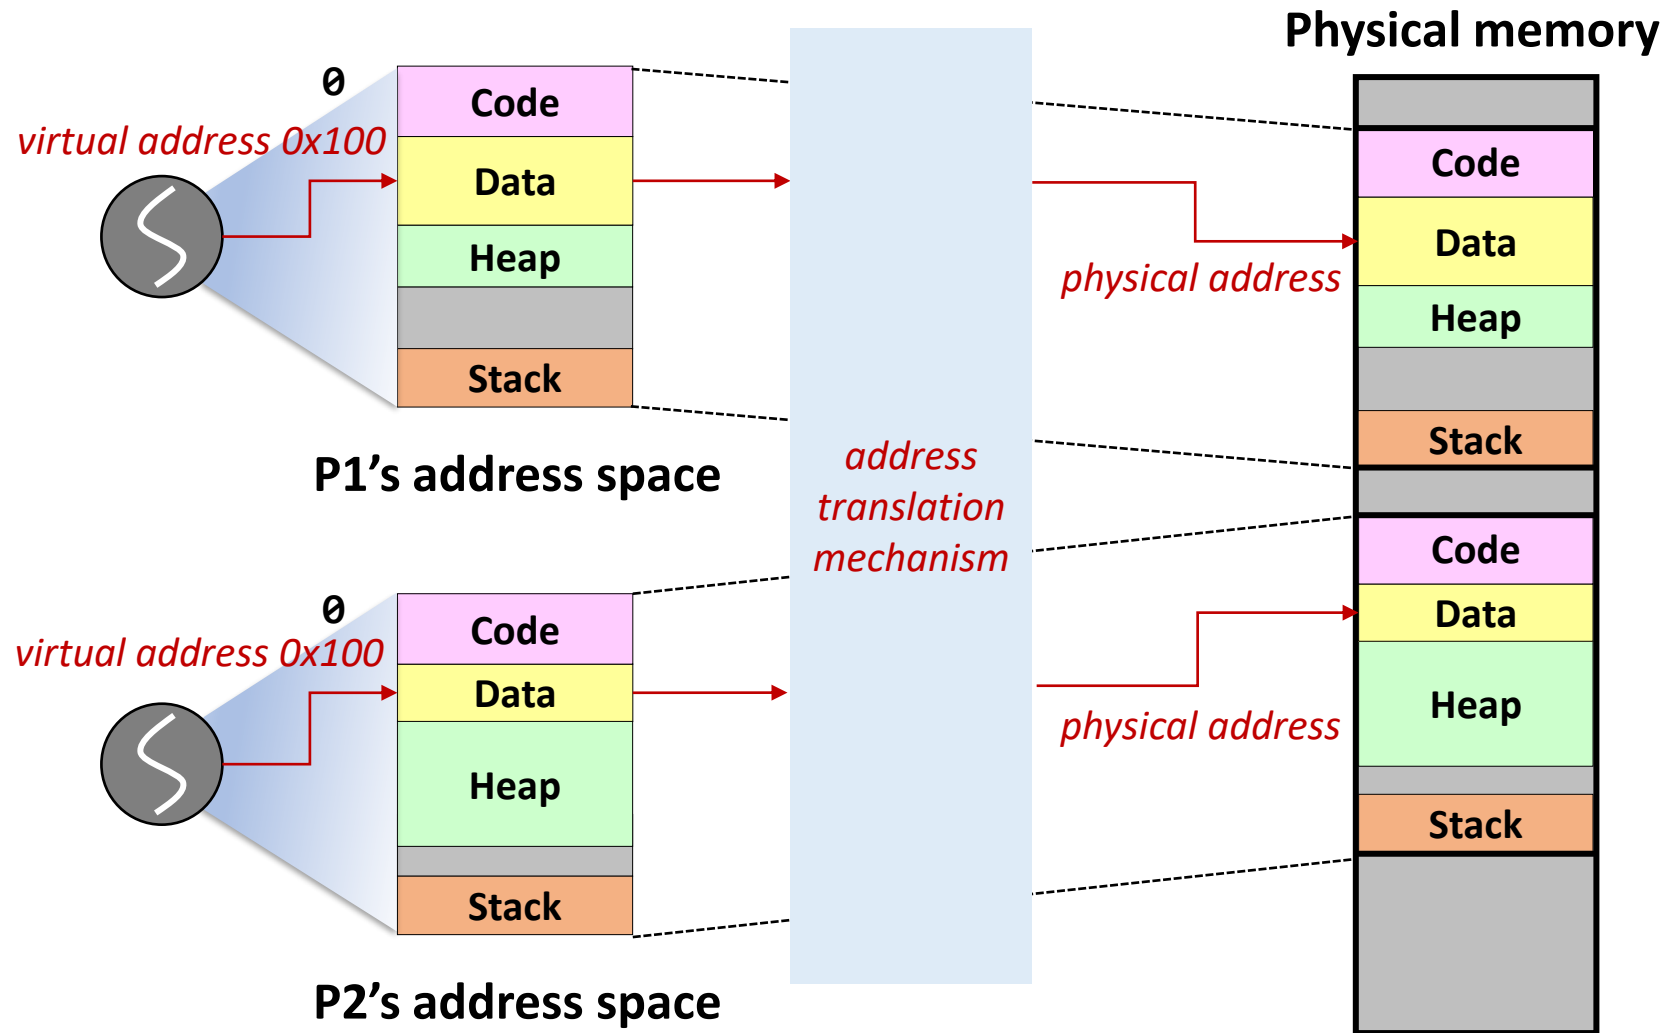 Physical memory
0
virtual address 0x100
Code
Data
Heap
Stack
P1’s address space
0
virtual address 0x100
Code
Data
Heap
Stack
P2’s address space
address
translation
mechanism
physical address
physical address
Code
Data
Heap
Stack
Code
Data
Heap
Stack